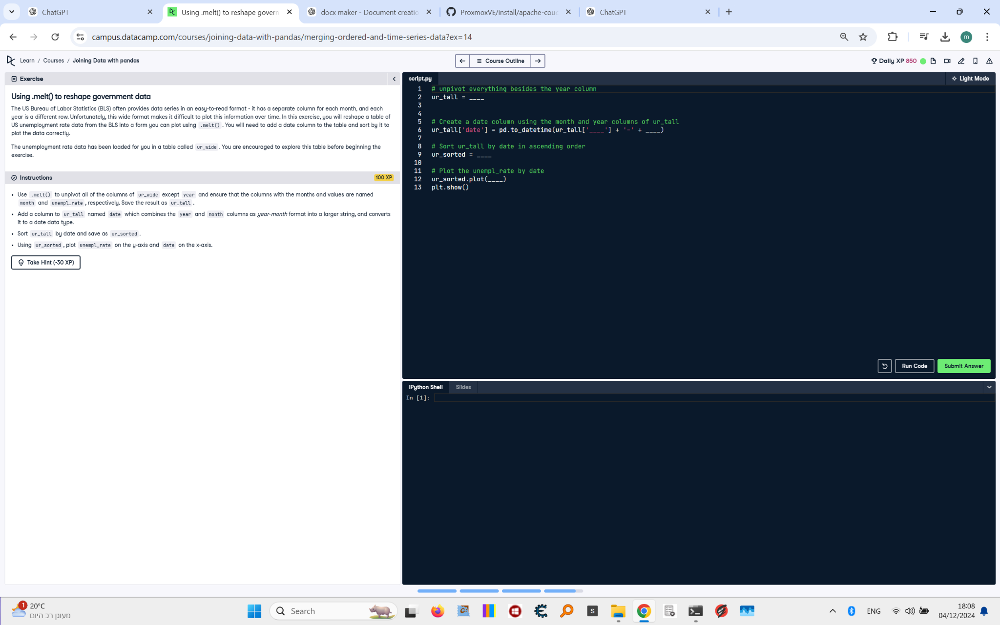 ChatGPT
Using .melt() to reshape govern
docx maker - Document creatio
ProxmoxVE/install/apache-couc
ChatGPT
campus.datacamp.com/courses/joining-data-with-pandas/merging-ordered-and-time-series-data?ex=14
m
Learn / Courses / Joining Data with pandas
Course Outline
Daily XP 850
Exercise
Using .melt() to reshape government data
The US Bureau of Labor Statistics (BLS) often provides data series in an easy-to-read format - it has a separate column for each month, and each
year is a different row. Unfortunately, this wide format makes it difficult to plot this information over time. In this exercise, you will reshape a table of
US unemployment rate data from the BLS into a form you can plot using .melt(). You will need to add a date column to the table and sort by it to
plot the data correctly.
The unemployment rate data has been loaded for you in a table called ur_wide. You are encouraged to explore this table before beginning the
exercise.
Instructions
100 XP
• Use .melt() to unpivot all of the columns of ur_wide except year and ensure that the columns with the months and values are named
month and unempl_rate, respectively. Save the result as ur_tall.
• Add a column to ur_tall named date which combines the year and month columns as year-month format into a larger string, and converts
it to a date data type.
• Sort ur_tall by date and save as ur_sorted.
• Using ur_sorted, plot unempl_rate on the y-axis and date on the x-axis.
Take Hint (-30 XP)
script.py
Light Mode
1 # unpivot everything besides the year column
2 ur_tall = ____
3
4
5 # Create a date column using the month and year columns of ur_tall
6 ur_tall['date'] = pd.to_datetime(ur_tall['____'] + '-' + ____)
7
8 # Sort ur_tall by date in ascending order
9 ur_sorted = ____
10
11 # Plot the unempl_rate by date
12 ur_sorted.plot(____)
13 plt.show()
Run Code
Submit Answer
IPython Shell
Slides
In [1]:
1
20°C
מעונן רב היום
Search
S
ENG
18:08
04/12/2024